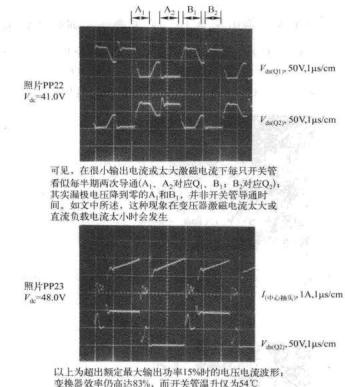 A₁ A₂ B₁ B₂
照片PP22
V_dc=41.0V
V_ds(Q1), 50V,1μs/cm
V_ds(Q2), 50V,1μs/cm
可见，在很小输出电流或太大激磁电流下每只开关管
看似每半期两次导通(A₁、A₂对应Q₁、B₁；B₂对应Q₂)；
其实漏极电压降到零的A₁和B₁，并非开关管导通时
间。如文中所述，这种现象在变压器激磁电流太大或
直流负载电流太小时会发生
照片PP23
V_dc=48.0V
I_(中心抽头), 1A,1μs/cm
V_ds(Q2), 50V,1μs/cm
以上为超出额定最大输出功率15%时的电压电流波形；
变换器效率仍高达83%，而开关管温升仅为54℃